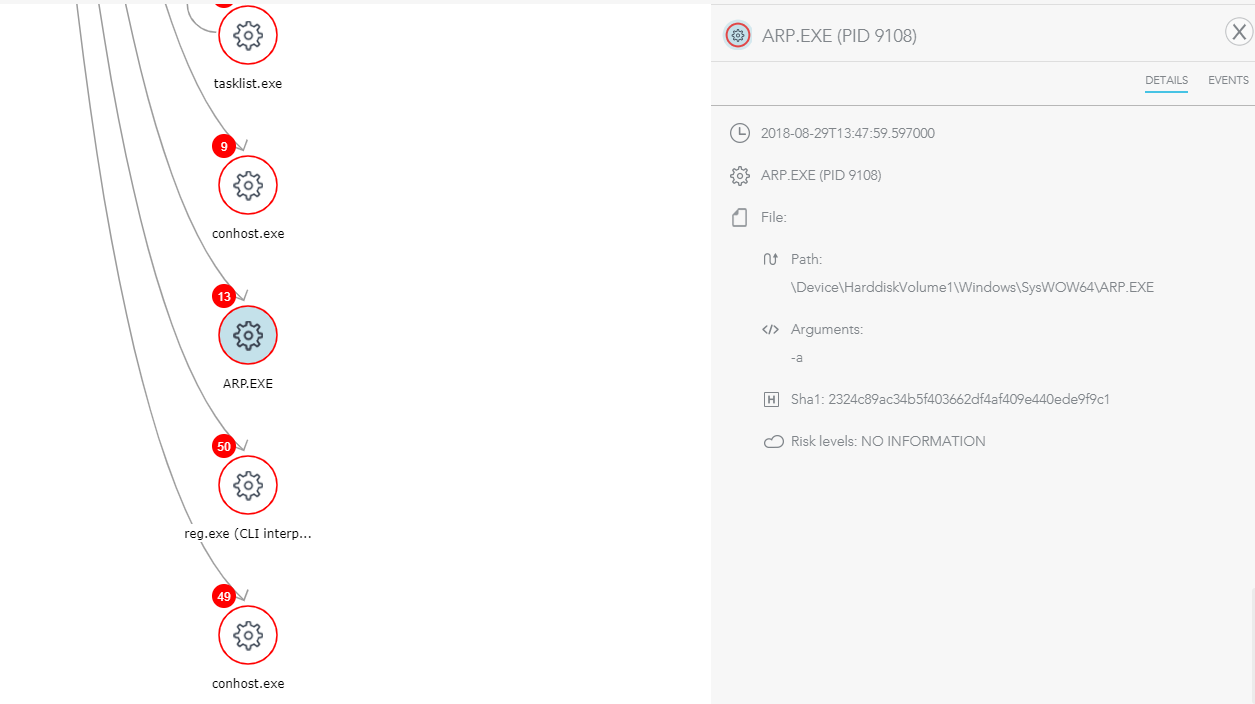 tasklist.exe
9
conhost.exe
13
ARP.EXE
50
reg.exe (CLI interp...
49
conhost.exe
ARP.EXE (PID 9108)
X
DETAILS EVENTS
2018-08-29T13:47:59.597000
ARP.EXE (PID 9108)
File:
Path:
\Device\HarddiskVolume1\Windows\SysWOW64\ARP.EXE
</> Arguments:
-a
H Sha1: 2324c89ac34b5f403662df4af409e440ede9f9c1
Risk levels: NO INFORMATION